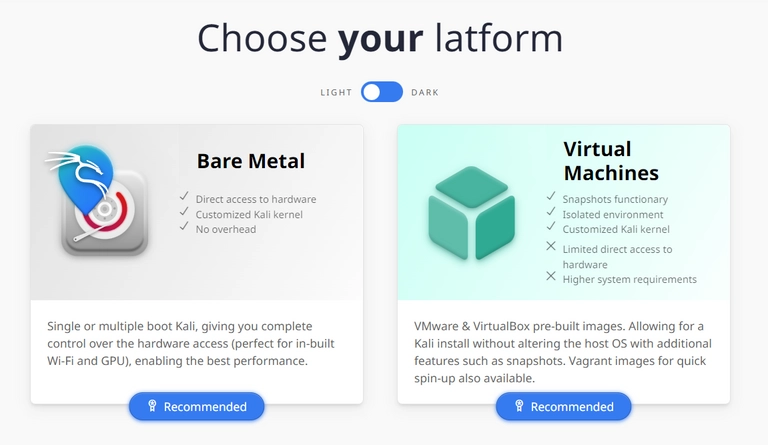 Choose your latform
LIGHT DARK
Bare Metal
Direct access to hardware
Customized Kali kernel
No overhead
Single or multiple boot Kali, giving you complete
control over the hardware access (perfect for in-built
Wi-Fi and GPU), enabling the best performance.
Recommended
Virtual
Machines
Snapshots functionary
Isolated environment
Customized Kali kernel
Limited direct access to
hardware
Higher system requirements
VMware & VirtualBox pre-built images. Allowing for a
Kali install without altering the host OS with additional
features such as snapshots. Vagrant images for quick
spin-up also available.
Recommended